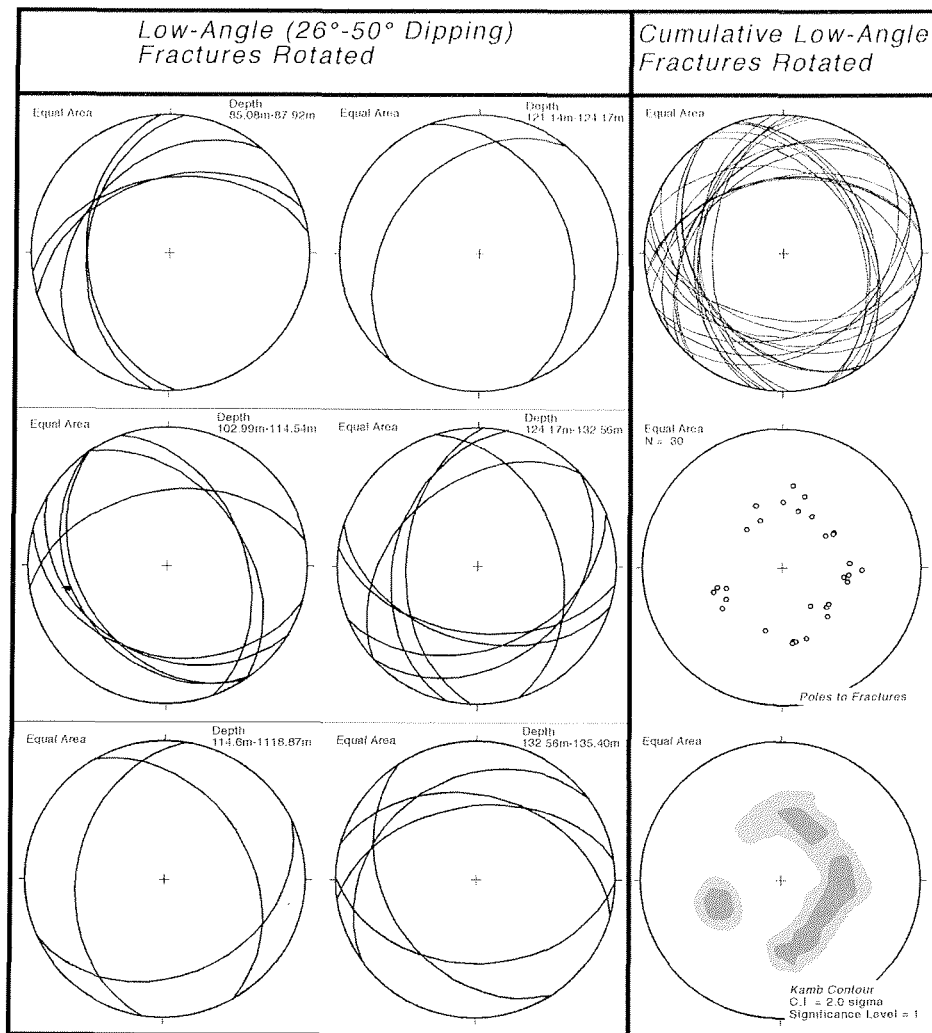 Low-Angle (26°-50° Dipping)
Fractures Rotated
Cumulative Low-Angle
Fractures Rotated
Equal Area
Depth
85.08m-87.92m
Equal Area
Depth
121.14m-124.17m
Equal Area
Equal Area
Depth
102.99m-114.54m
Equal Area
Depth
124.17m-132.56m
Equal Area
N = 30
Poles to Fractures
Equal Area
Depth
114.6m-1118.87m
Equal Area
Depth
132.56m-135.40m
Equal Area
Kamb Contour
C.I. = 2.0 sigma
Significance Level = 1